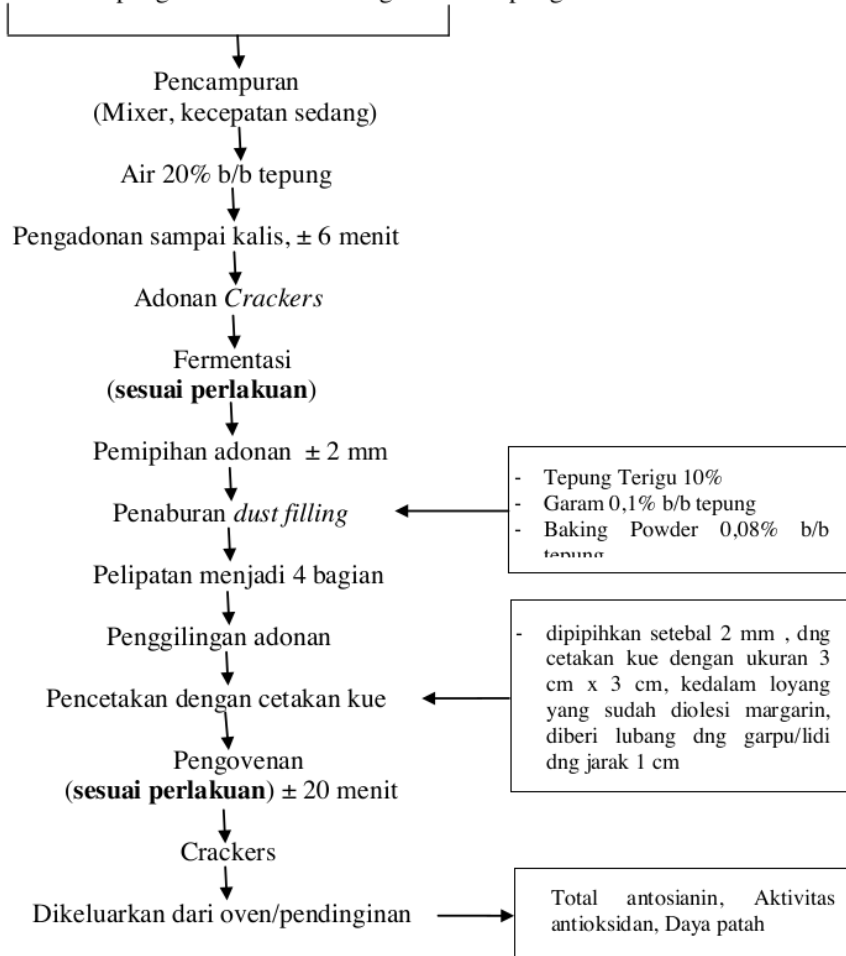 Pencampuran
(Mixer, kecepatan sedang)
Air 20% b/b tepung
Pengadonan sampai kalis, ± 6 menit
Adonan Crackers
Fermentasi
(sesuai perlakuan)
Pemipihan adonan ± 2 mm
Penaburan dust filling
- Tepung Terigu 10%
- Garam 0,1% b/b tepung
- Baking Powder 0,08% b/b
tepung
Pelipatan menjadi 4 bagian
Penggilingan adonan
Pencetakan dengan cetakan kue
- dipipihkan setebal 2 mm , dng
cetakan kue dengan ukuran 3
cm x 3 cm, kedalam loyang
yang sudah diolesi margarin,
diberi lubang dng garpu/lidi
dng jarak 1 cm
Pengovenan
(sesuai perlakuan) ± 20 menit
Crackers
Dikeluarkan dari oven/pendinginan
Total antosianin, Aktivitas
antioksidan, Daya patah